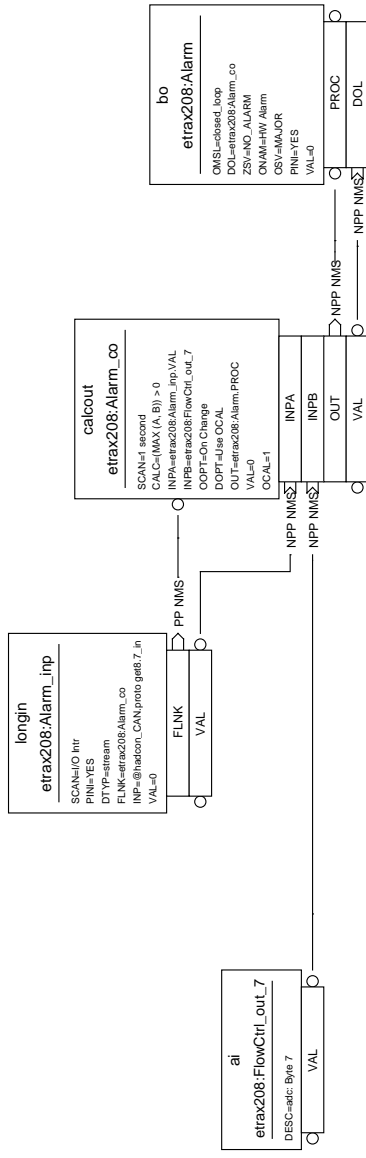 ai
etrax208:FlowCtrl_out_7
DESC=adc: Byte 7
VAL
longin
etrax208:Alarm_inp
SCAN=I/O Intr
PINI=YES
DTYP=stream
FLNK=etrax208:Alarm_co
INP=@hadcon_CAN.proto get8.7_in
VAL=0
FLNK
VAL
PP NMS
calcout
etrax208:Alarm_co
SCAN=1 second
CALC=(MAX (A, B)) > 0
INPA=etrax208:Alarm_inp.VAL
INPB=etrax208:FlowCtrl_out_7
OOPT=On Change
DOPT=Use OCAL
OUT=etrax208:Alarm.PROC
VAL=0
OCAL=1
NPP NMS
INPA
NPP NMS
INPB
OUT
NPP NMS
VAL
bo
etrax208:Alarm
OMSL=closed_loop
DOL=etrax208:Alarm_co
ZSV=NO_ALARM
ONAM=HW Alarm
OSV=MAJOR
PINI=YES
VAL=0
PROC
NPP NMS
DOL